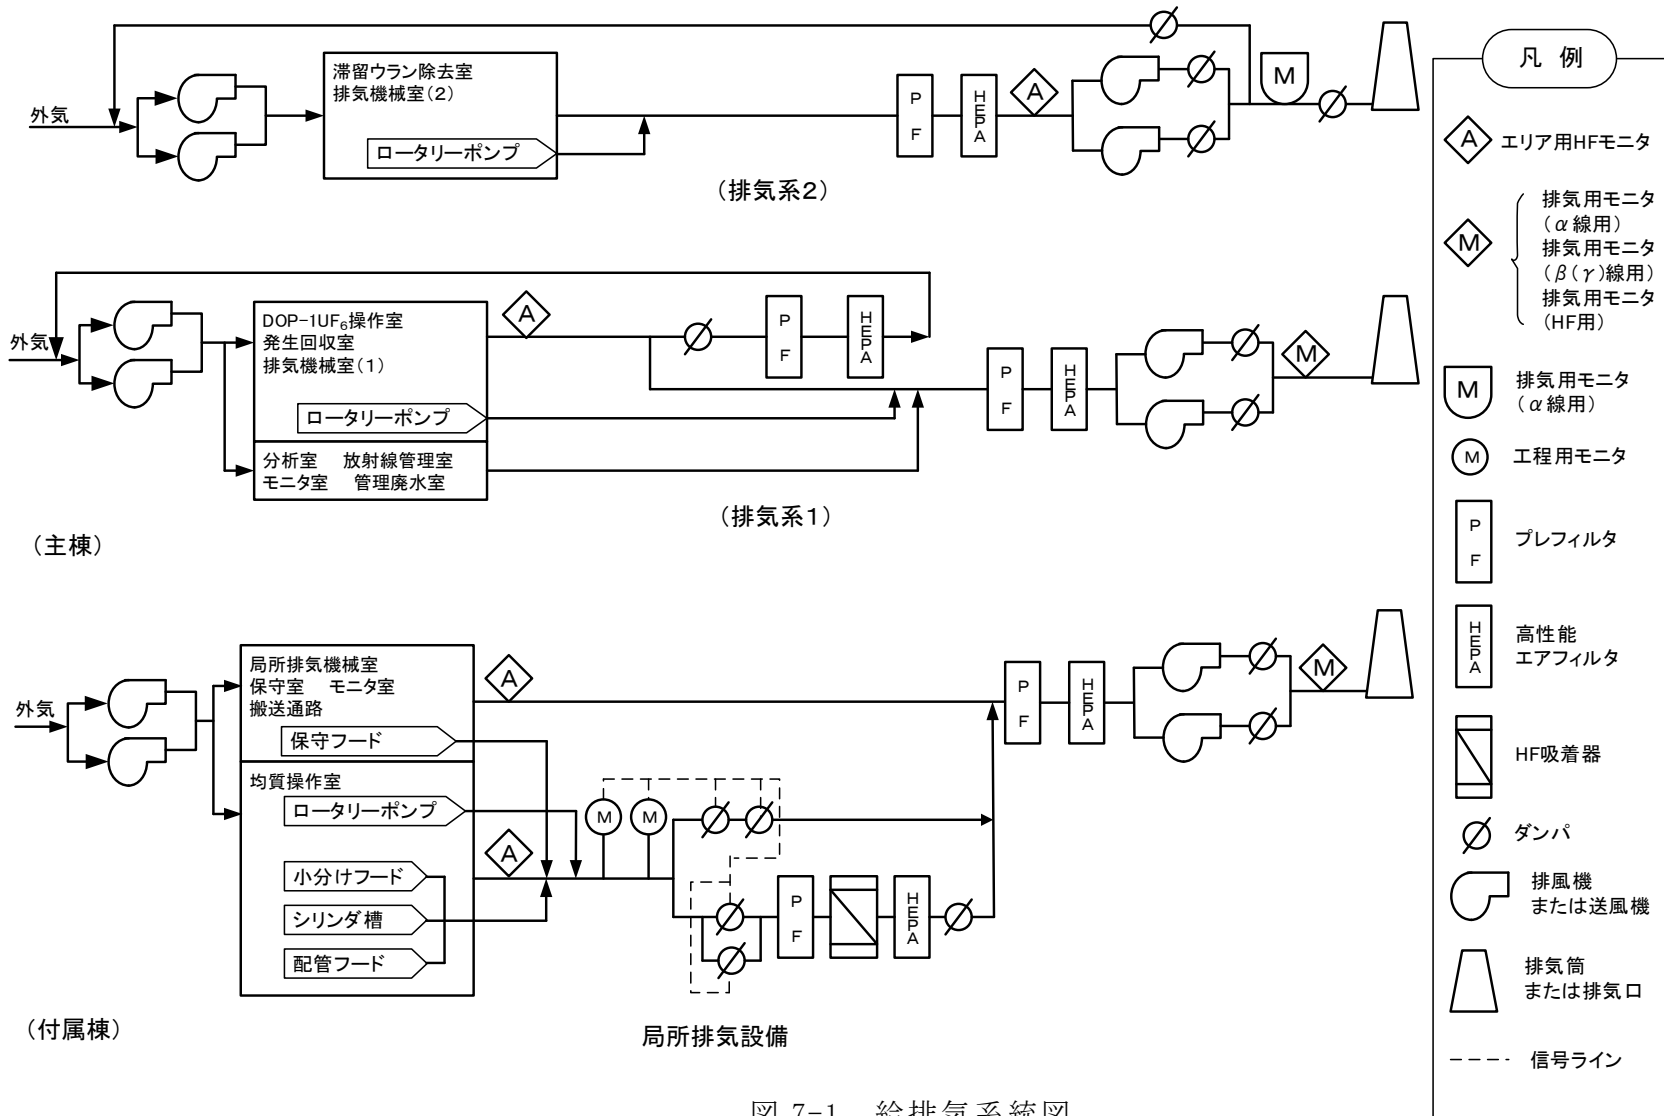 外気
滞留ウラン除去室
排気機械室(2)
ロータリーポンプ
P F
HEPA
A
M
(排気系2)
外気
DOP-1UF₆操作室
発生回収室
排気機械室(1)
ロータリーポンプ
分析室 放射線管理室
モニタ室 管理廃水室
A
P F
HEPA
P F
HEPA
M
(排気系1)
(主棟)
外気
局所排気機械室
保守室 モニタ室
搬送通路
保守フード
均質操作室
ロータリーポンプ
小分けフード
シリンダ槽
配管フード
A
A
M
M
P F
HEPA
P F
HEPA
M
局所排気設備
(付属棟)
凡 例
A エリア用HFモニタ
M
排気用モニタ
(α線用)
排気用モニタ
(β(γ)線用)
排気用モニタ
(HF用)
M
排気用モニタ
(α線用)
M 工程用モニタ
P F プレフィルタ
HEPA
高性能
エアフィルタ
HF吸着器
ダンパ
排風機
または送風機
排気筒
または排気口
信号ライン
図 7-1 給排気系統図